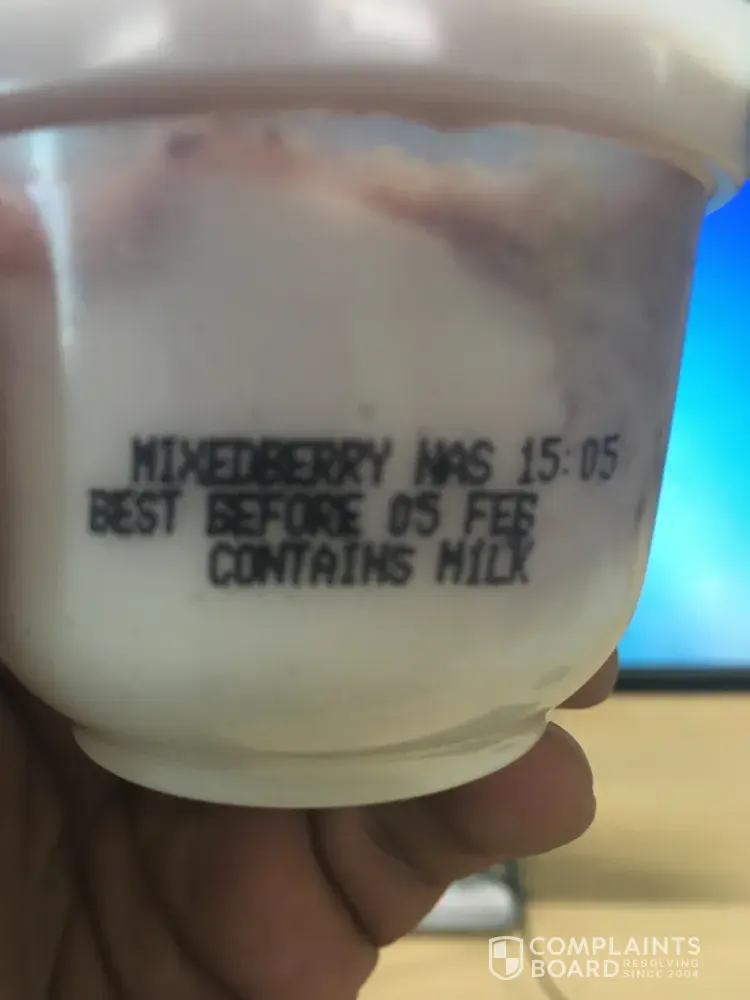 MIXEDBERRY NAS 15:05
BEST BEFORE 05 FEB
CONTAINS MILK
COMPLAINTS
BOARD RESOLVING
SINCE 2004